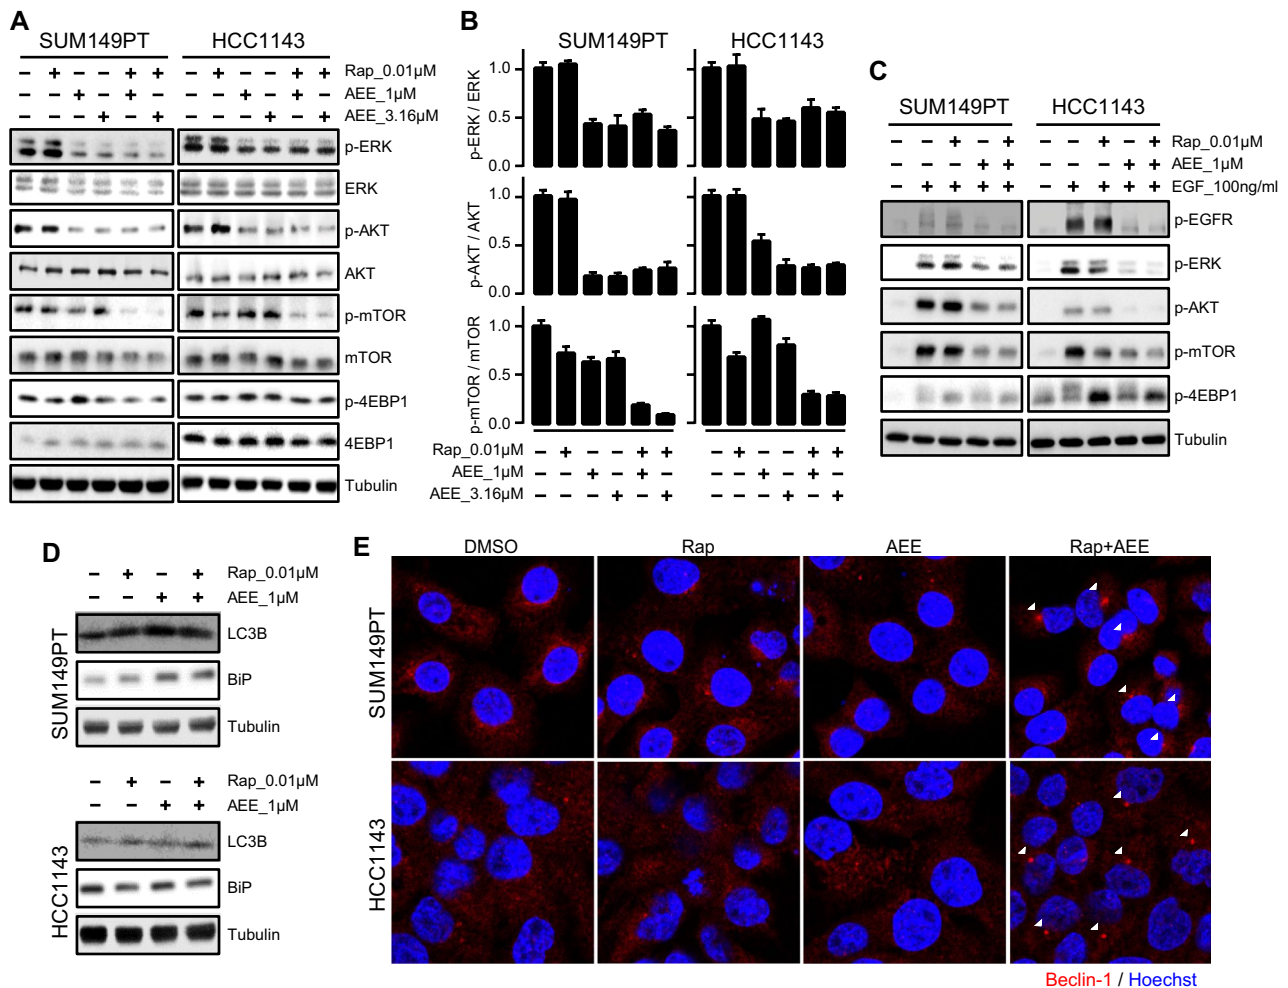 A
SUM149PT HCC1143
– + – – + + – + – – + + Rap_0.01µM
– – + – + – – – + – + – AEE_1µM
– – – + – + – – – + – + AEE_3.16µM
p-ERK
ERK
p-AKT
AKT
p-mTOR
mTOR
p-4EBP1
4EBP1
Tubulin
B
SUM149PT HCC1143
p-ERK / ERK
1.0
0.5
0.0
p-AKT / AKT
1.0
0.5
0.0
p-mTOR / mTOR
1.0
0.5
0.0
Rap_0.01µM – + – – + + – + – – + +
AEE_1µM – – + – + – – – + – + –
AEE_3.16µM – – – + – + – – – + – +
C
SUM149PT HCC1143
– – + – + – – + – + Rap_0.01µM
– – – + + – – – + + AEE_1µM
– + + + + – + + + + EGF_100ng/ml
p-EGFR
p-ERK
p-AKT
p-mTOR
p-4EBP1
Tubulin
D
– + – + Rap_0.01µM
– – + + AEE_1µM
SUM149PT
LC3B
BiP
Tubulin
– + – + Rap_0.01µM
– – + + AEE_1µM
HCC1143
LC3B
BiP
Tubulin
E
DMSO Rap AEE Rap+AEE
SUM149PT
HCC1143
Beclin-1 / Hoechst